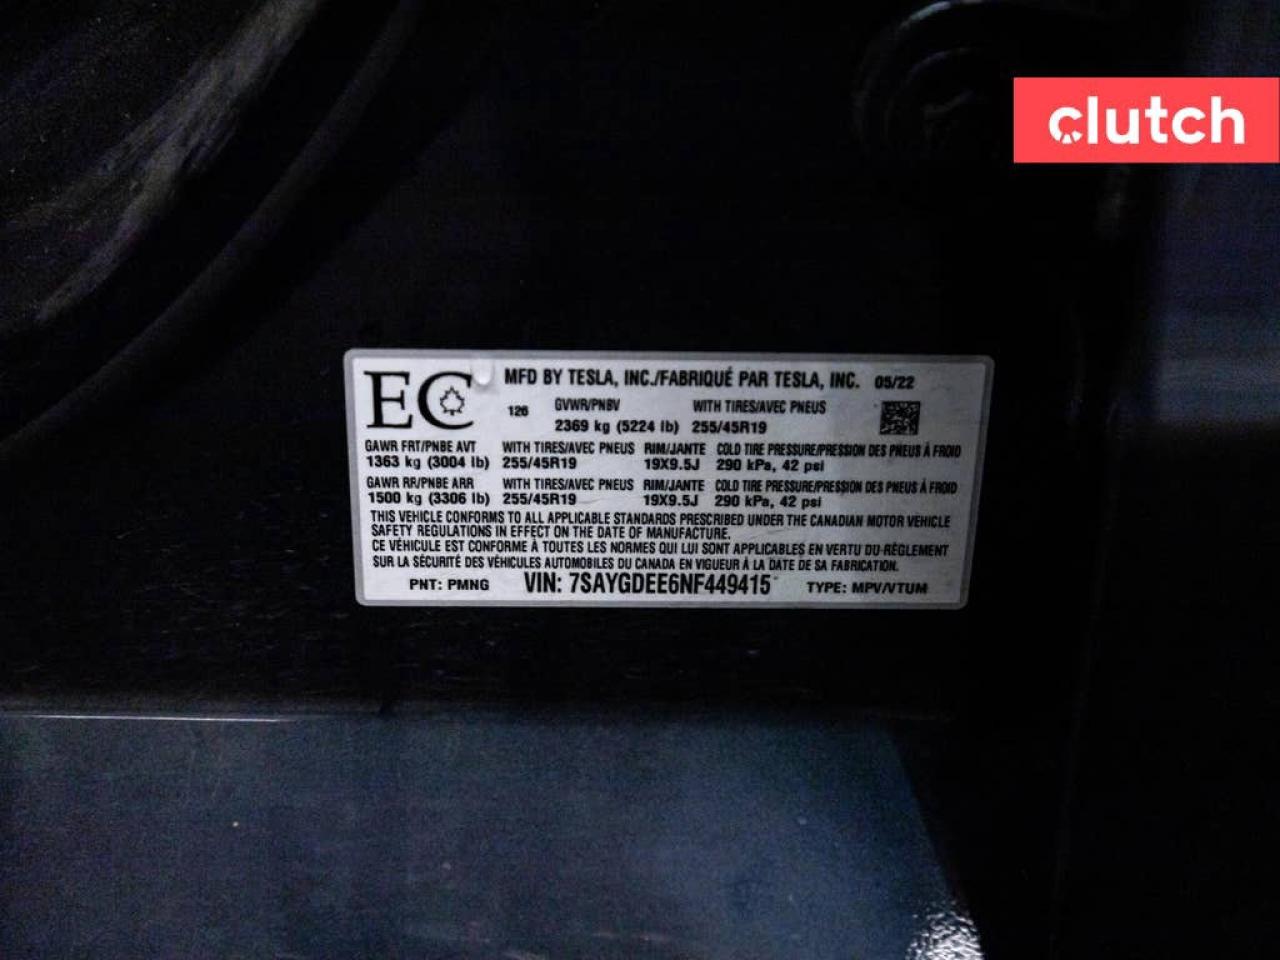 clutch
EC
MFD BY TESLA, INC./FABRIQUÉ PAR TESLA, INC. 05/22
126 GVWR/PNBV WITH TIRES/AVEC PNEUS
2369 kg (5224 lb) 255/45R19
GAWR FRT/PNBE AVT WITH TIRES/AVEC PNEUS RIM/JANTE COLD TIRE PRESSURE/PRESSION DES PNEUS À FROID
1363 kg (3004 lb) 255/45R19 19X9.5J 290 kPa, 42 psi
GAWR RR/PNBE ARR WITH TIRES/AVEC PNEUS RIM/JANTE COLD TIRE PRESSURE/PRESSION DES PNEUS À FROID
1500 kg (3306 lb) 255/45R19 19X9.5J 290 kPa, 42 psi
THIS VEHICLE CONFORMS TO ALL APPLICABLE STANDARDS PRESCRIBED UNDER THE CANADIAN MOTOR VEHICLE
SAFETY REGULATIONS IN EFFECT ON THE DATE OF MANUFACTURE.
CE VÉHICULE EST CONFORME À TOUTES LES NORMES QUI LUI SONT APPLICABLES EN VERTU DU RÈGLEMENT
SUR LA SÉCURITÉ DES VÉHICULES AUTOMOBILES DU CANADA EN VIGUEUR À LA DATE DE SA FABRICATION.
PNT: PMNG VIN: 7SAYGDEE6NF449415 TYPE: MPV/VTUM